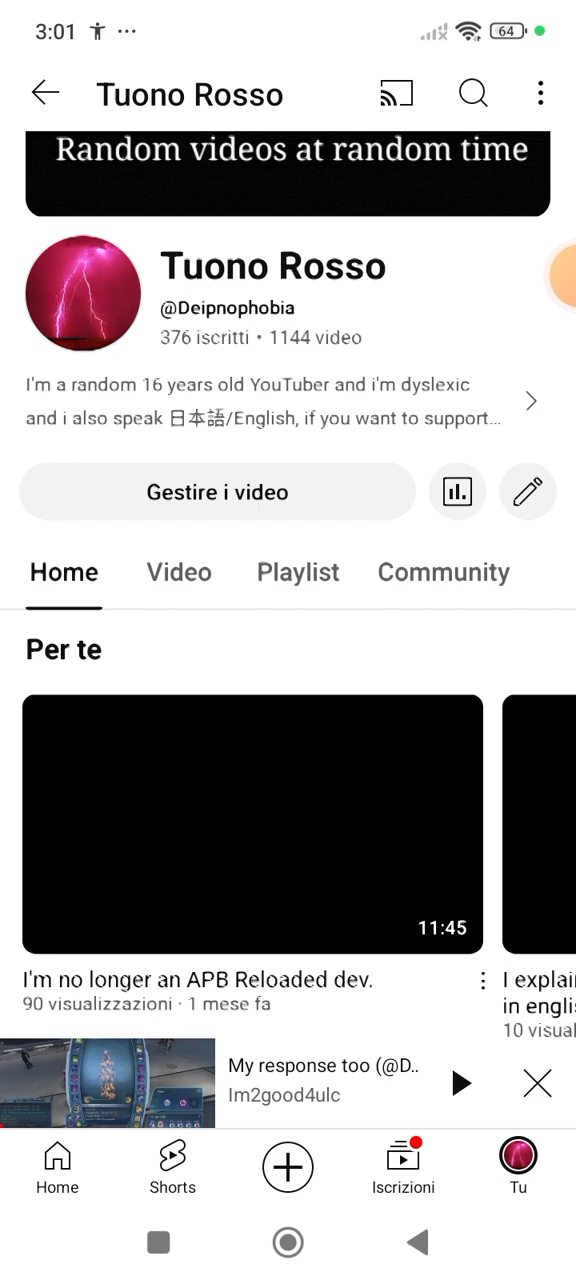 3:01
64
Tuono Rosso
Random videos at random time
Tuono Rosso
@Deipnophobia
376 iscritti • 1144 video
I'm a random 16 years old YouTuber and i'm dyslexic
and i also speak 日本語/English, if you want to support...
Gestire i video
Home Video Playlist Community
Per te
11:45
I'm no longer an APB Reloaded dev.
90 visualizzazioni · 1 mese fa
I explai
in engli
10 visual
My response too (@D..
Im2good4ulc
Home Shorts Iscrizioni Tu